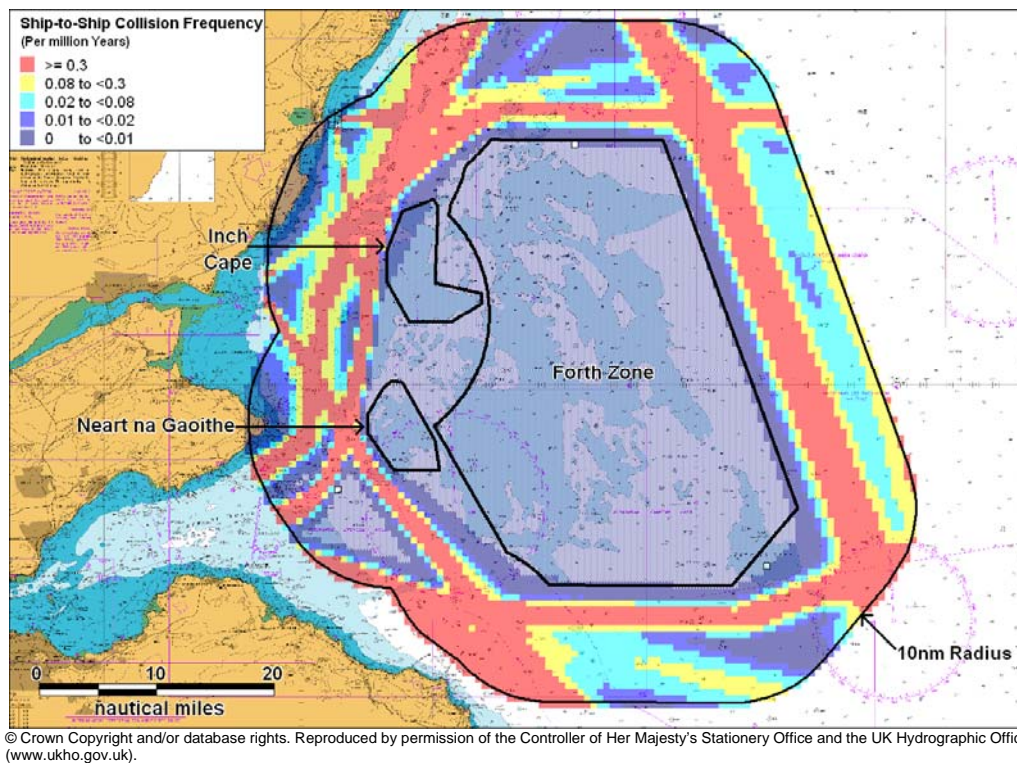 Ship-to-Ship Collision Frequency
(Per million Years)
>= 0.3
0.08 to <0.3
0.02 to <0.08
0.01 to <0.02
0 to <0.01
Inch
Cape
Forth Zone
Neart na Gaoithe
10nm Radius
0 10 20
nautical miles
© Crown Copyright and/or database rights. Reproduced by permission of the Controller of Her Majesty's Stationery Office and the UK Hydrographic Offic
(www.ukho.gov.uk).